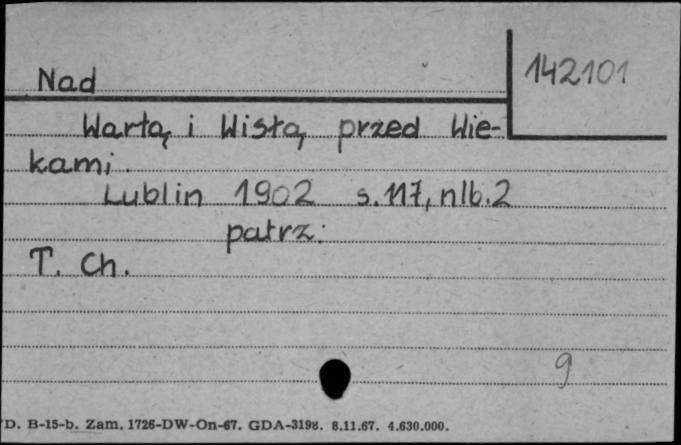 142101
Nad
Wartą i Wisłą przed Wie-
kami.
Lublin 1902 s. 117, nlb. 2
patrz:
T. Ch.
9
D. B-15-b. Zam. 1726-DW-On-67. GDA-3198. 8.11.67. 4.630.000.